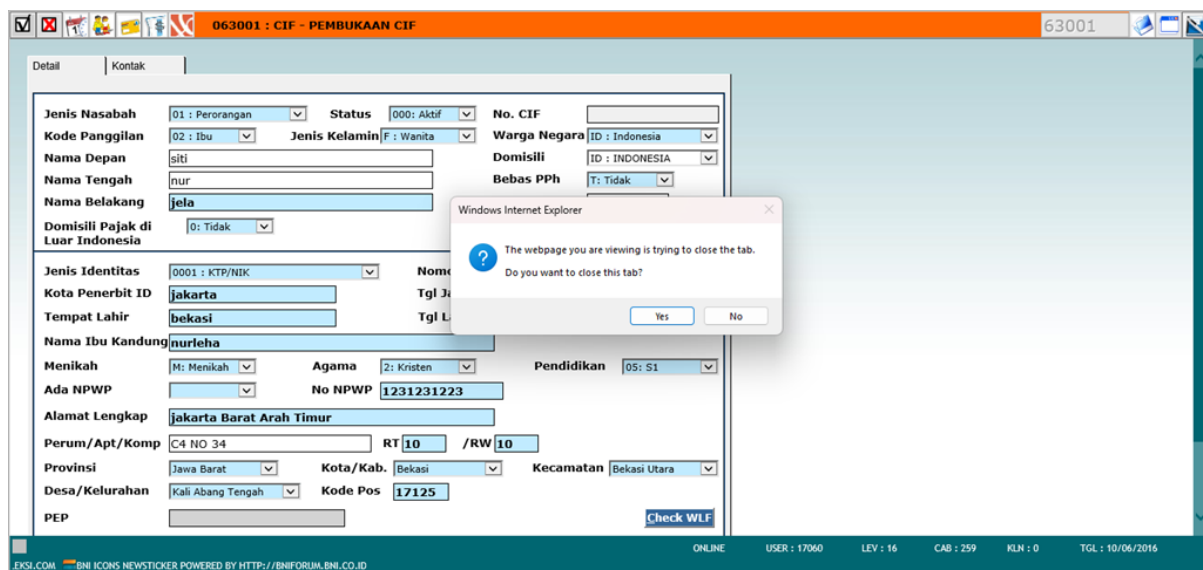 063001 : CIF - PEMBUKAAN CIF 63001
Detail Kontak
Jenis Nasabah 01 : Perorangan Status 000: Aktif No. CIF
Kode Panggilan 02 : Ibu Jenis Kelamin F : Wanita Warga Negara ID : Indonesia
Nama Depan siti Domisili ID : INDONESIA
Nama Tengah nur Bebas PPh T: Tidak
Nama Belakang jela
Windows Internet Explorer
Domisili Pajak di Luar Indonesia 0: Tidak
The webpage you are viewing is trying to close the tab.
Do you want to close this tab?
Yes No
Jenis Identitas 0001 : KTP/NIK
Kota Penerbit ID jakarta
Tempat Lahir bekasi
Nama Ibu Kandung nurleha
Menikah M: Menikah Agama 2: Kristen Pendidikan 05: S1
Ada NPWP No NPWP 1231231223
Alamat Lengkap jakarta Barat Arah Timur
Perum/Apt/Komp C4 NO 34 RT 10 /RW 10
Provinsi Jawa Barat Kota/Kab. Bekasi Kecamatan Bekasi Utara
Desa/Kelurahan Kali Abang Tengah Kode Pos 17125
PEP Check WLF
ONLINE USER : 17060 LEV : 16 CAB : 259 KLN : 0 TGL : 10/06/2016
EKSI.COM BNI ICONS NEWSTICKER POWERED BY HTTP://BNIFORUM.BNI.CO.ID